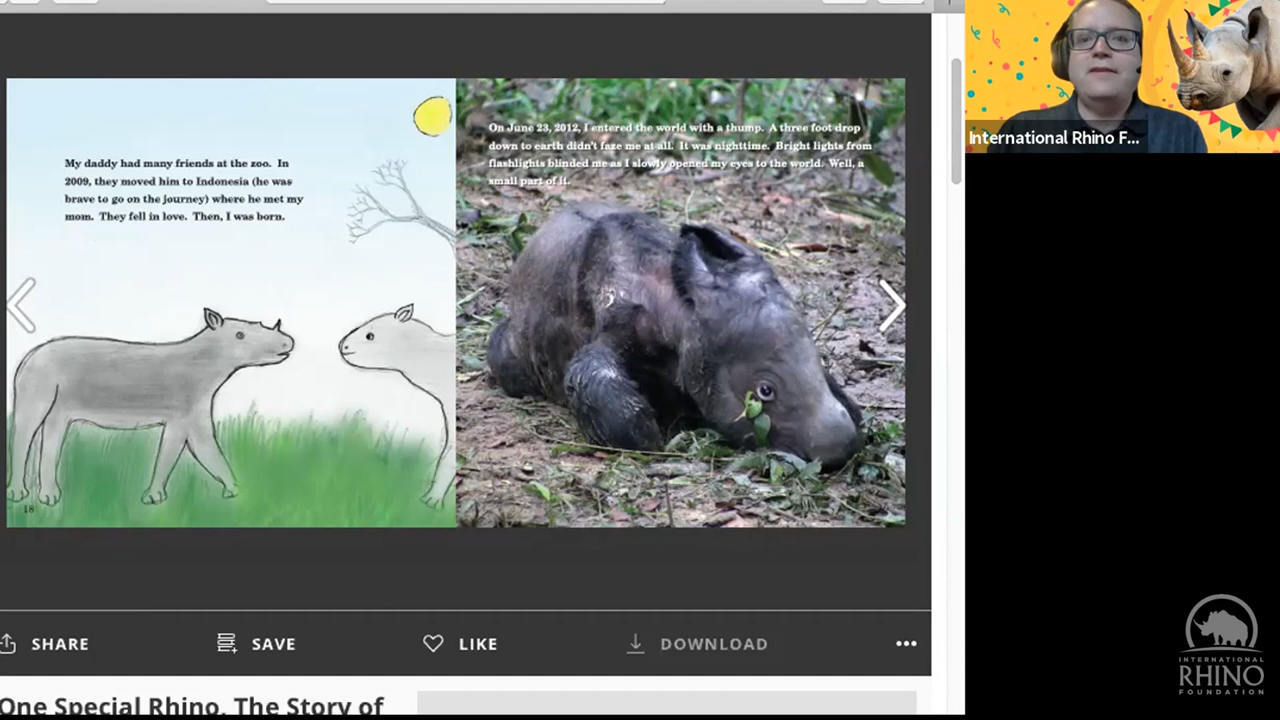 My daddy had many friends at the zoo. In
2009, they moved him to Indonesia (he was
brave to go on the journey) where he met my
mom. They fell in love. Then, I was born.
18
On June 23, 2012, I entered the world with a thump. A three foot drop
down to earth didn't faze me at all. It was nighttime. Bright lights from
flashlights blinded me as I slowly opened my eyes to the world. Well, a
small part of it.
International Rhino F...
SHARE
SAVE
LIKE
DOWNLOAD
One Special Rhino, The Story of
INTERNATIONAL
RHINO
FOUNDATION